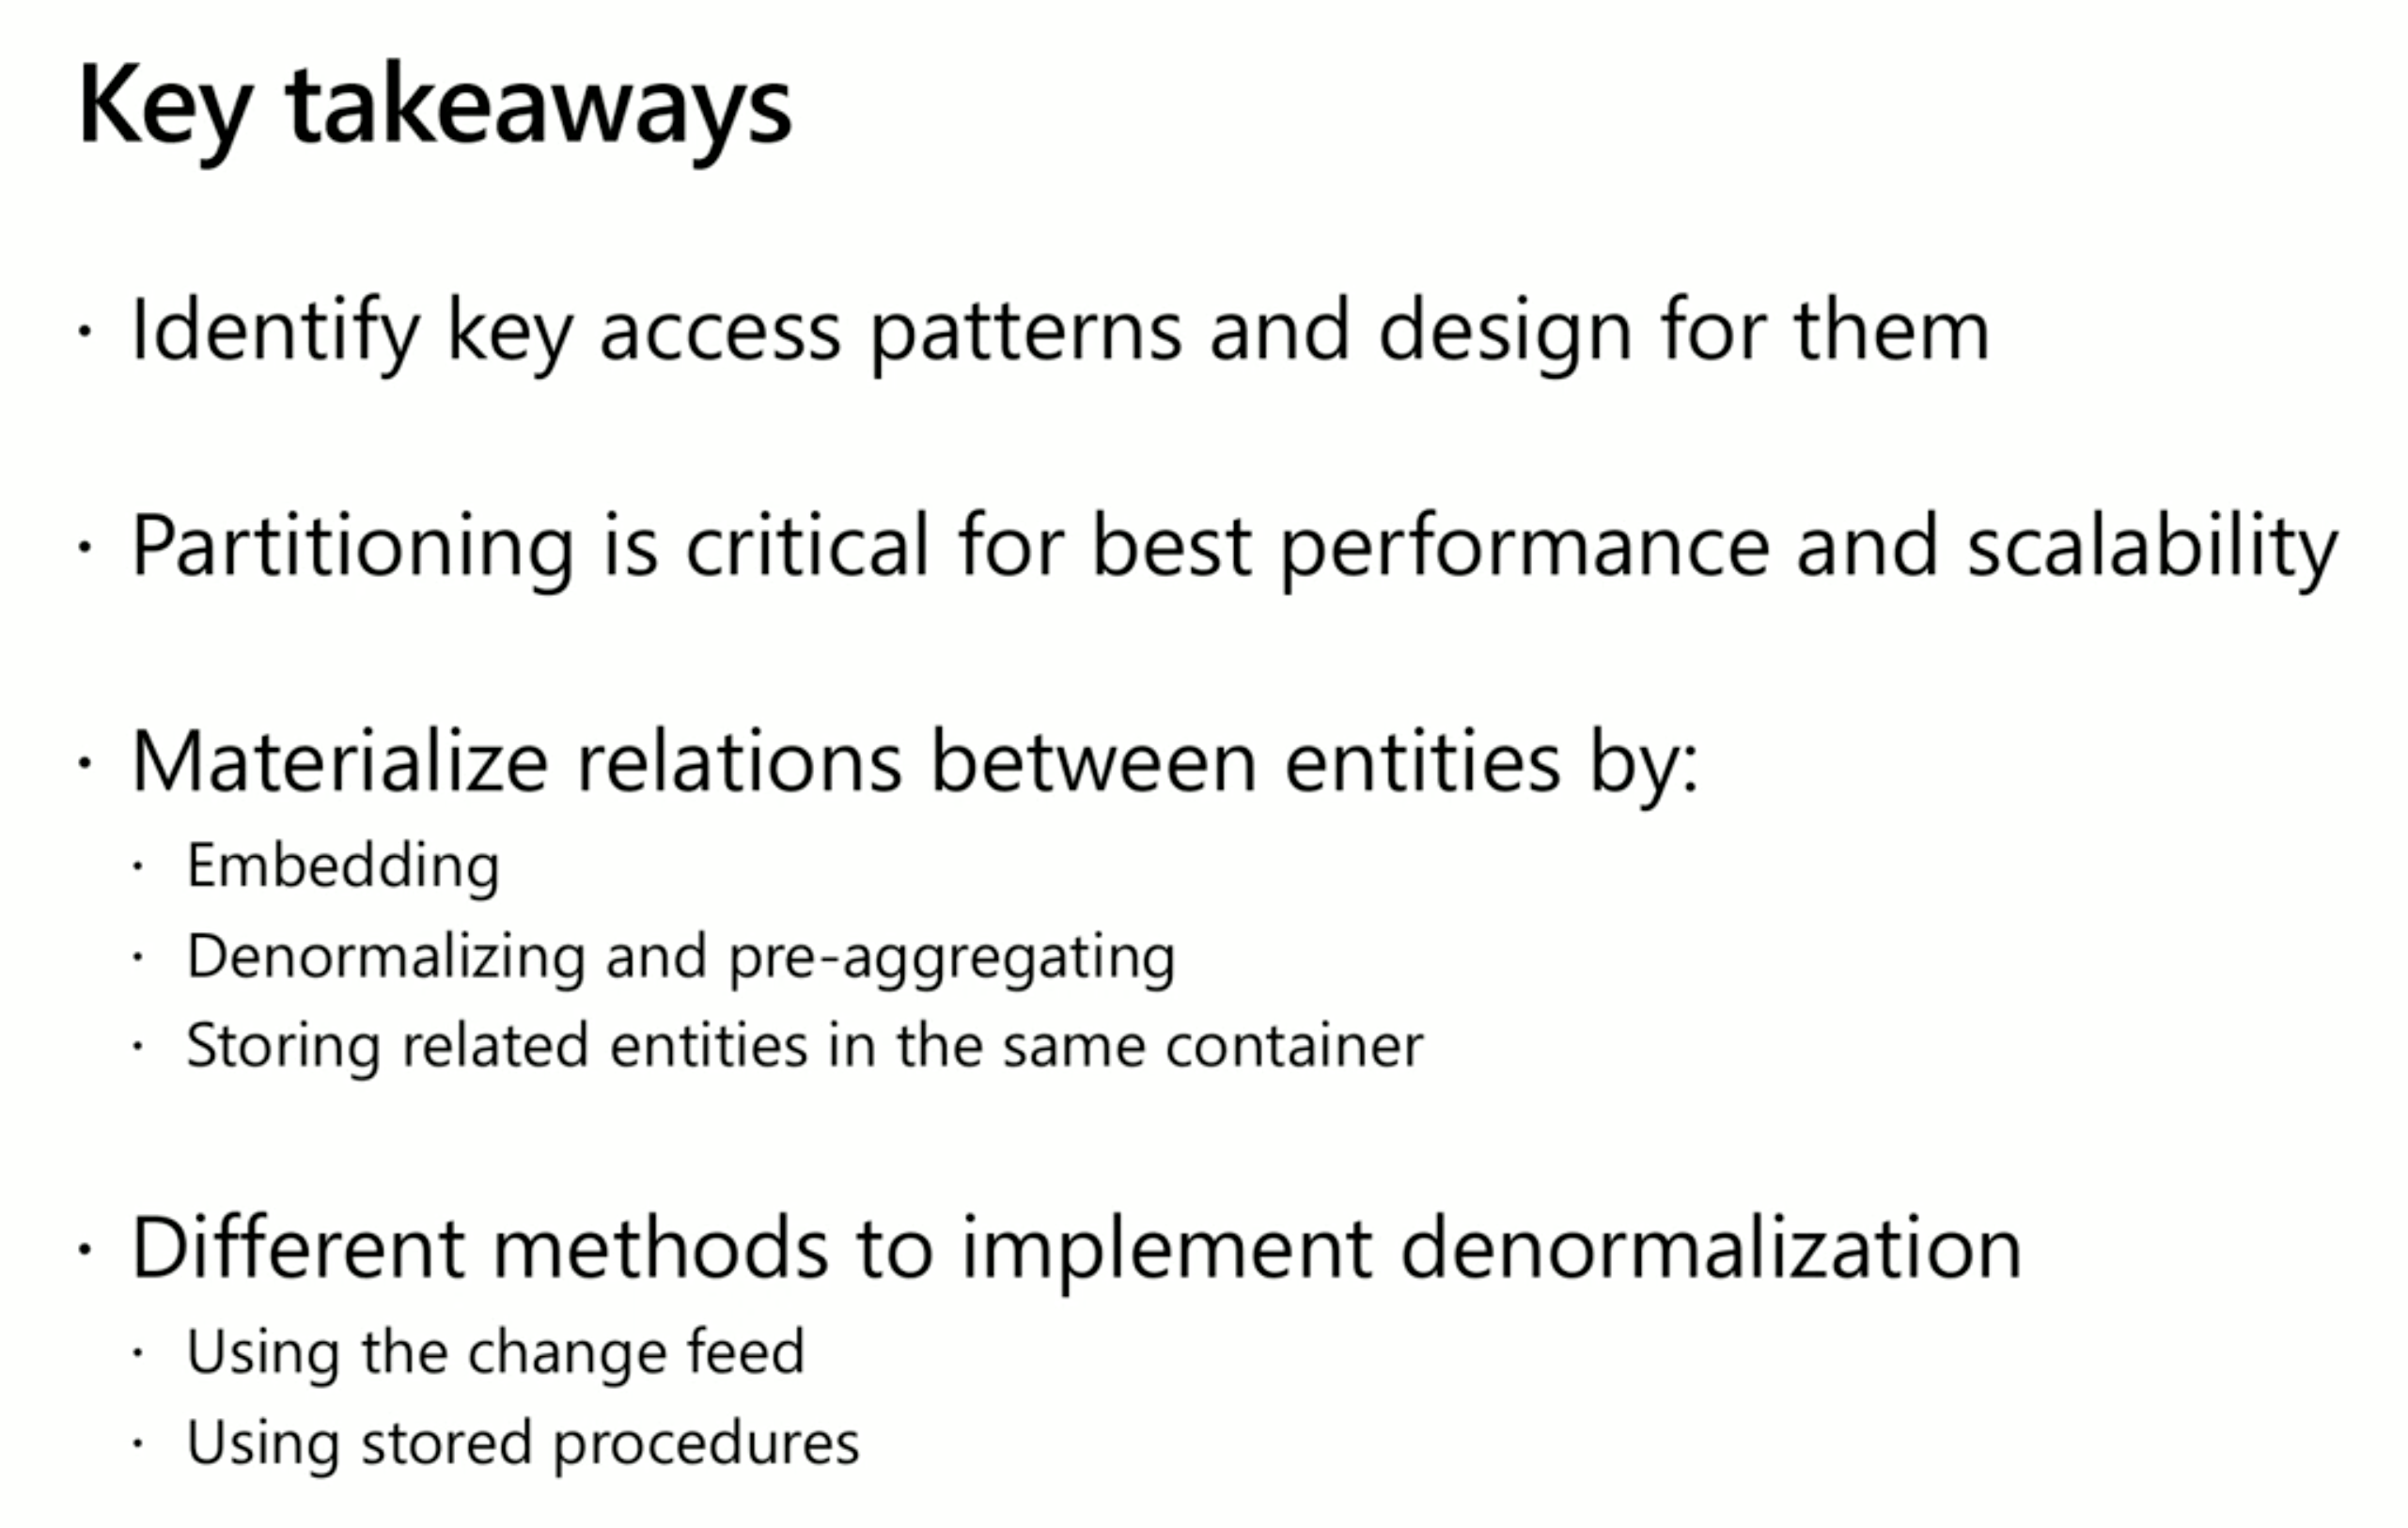 Key takeaways
· Identify key access patterns and design for them
· Partitioning is critical for best performance and scalability
· Materialize relations between entities by:
· Embedding
· Denormalizing and pre-aggregating
· Storing related entities in the same container
· Different methods to implement denormalization
· Using the change feed
· Using stored procedures